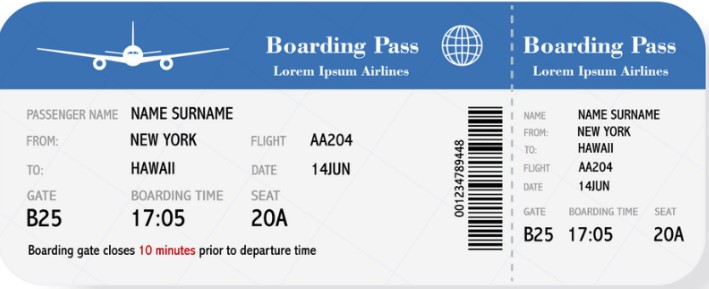 Boarding Pass
Lorem Ipsum Airlines
PASSENGER NAME NAME SURNAME
FROM: NEW YORK FLIGHT AA204
TO: HAWAII DATE 14JUN
GATE BOARDING TIME SEAT
B25 17:05 20A
Boarding gate closes 10 minutes prior to departure time
001234789448
Boarding Pass
Lorem Ipsum Airlines
NAME NAME SURNAME
FROM: NEW YORK
TO: HAWAII
FLIGHT AA204
DATE 14JUN
GATE BOARDING TIME SEAT
B25 17:05 20A